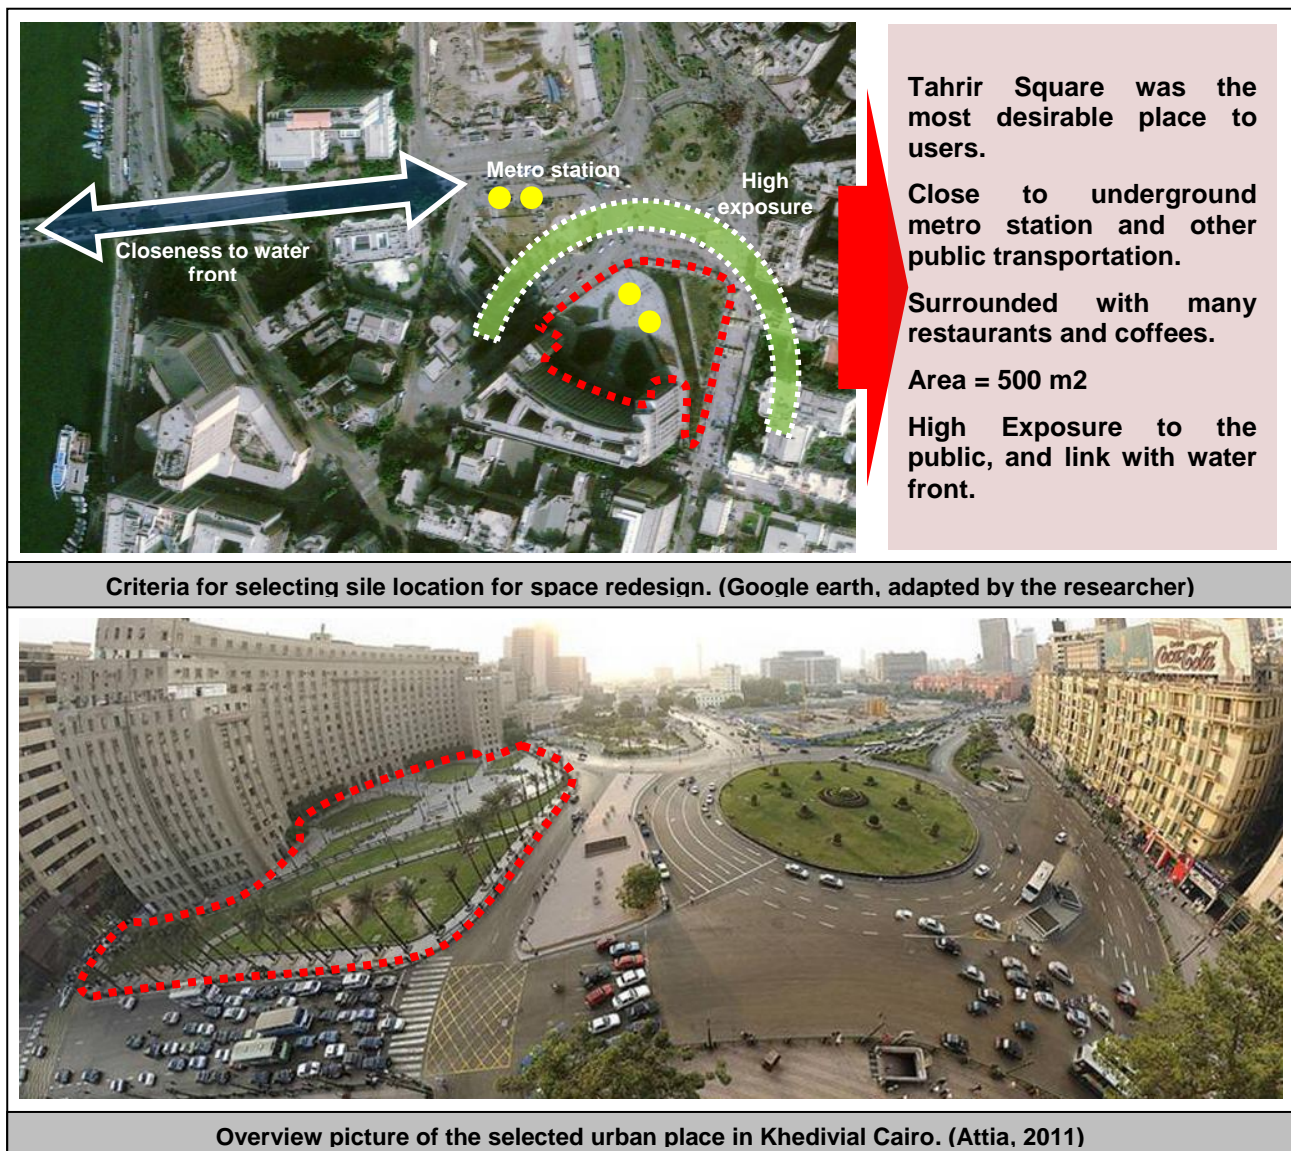 Metro station
High
exposure
Closeness to water
front
Tahrir Square was the
most desirable place to
users.
Close to underground
metro station and other
public transportation.
Surrounded with many
restaurants and coffees.
Area = 500 m2
High Exposure to the
public, and link with water
front.
Criteria for selecting sile location for space redesign. (Google earth, adapted by the researcher)
Coca-Cola
Overview picture of the selected urban place in Khedivial Cairo. (Attia, 2011)